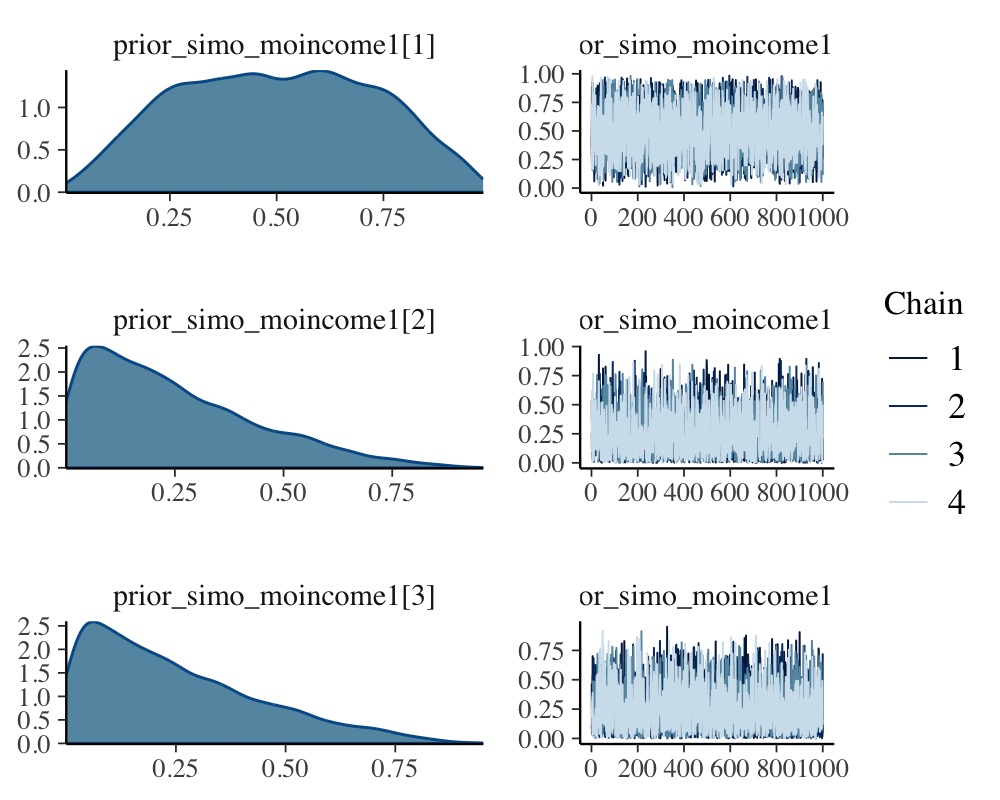 prior_simo_moincome1[1]
or_simo_moincome1
1.0
0.5
0.0
0.25 0.50 0.75
1.00
0.75
0.50
0.25
0.00
0 200 400 600 8001000
prior_simo_moincome1[2]
or_simo_moincome1
2.5
2.0
1.5
1.0
0.5
0.0
0.25 0.50 0.75
1.00
0.75
0.50
0.25
0.00
0 200 400 600 8001000
prior_simo_moincome1[3]
or_simo_moincome1
2.5
2.0
1.5
1.0
0.5
0.0
0.25 0.50 0.75
0.75
0.50
0.25
0.00
0 200 400 600 8001000
Chain
1
2
3
4